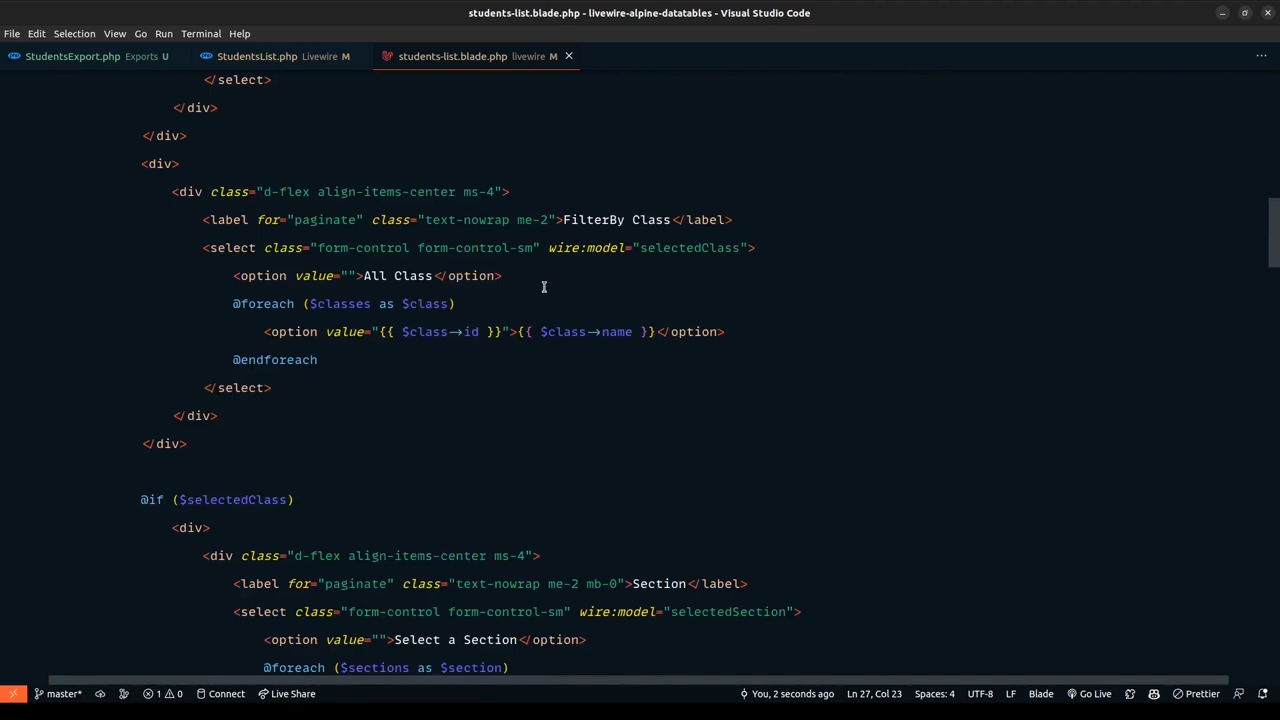 students-list.blade.php - livewire-alpine-datatables - Visual Studio Code
File Edit Selection View Go Run Terminal Help
StudentsExport.php Exports U StudentsList.php Livewire M students-list.blade.php livewire M
</select>
</div>
</div>
<div>
<div class="d-flex align-items-center ms-4">
<label for="paginate" class="text-nowrap me-2">FilterBy Class</label>
<select class="form-control form-control-sm" wire:model="selectedClass">
<option value="">All Class</option>
@foreach ($classes as $class)
<option value="{{ $class->id }}">{{ $class->name }}</option>
@endforeach
</select>
</div>
</div>
@if ($selectedClass)
<div>
<div class="d-flex align-items-center ms-4">
<label for="paginate" class="text-nowrap me-2 mb-0">Section</label>
<select class="form-control form-control-sm" wire:model="selectedSection">
<option value="">Select a Section</option>
@foreach ($sections as $section)
master* 1 0 Connect Live Share You, 2 seconds ago Ln 27, Col 23 Spaces: 4 UTF-8 LF Blade Go Live Prettier